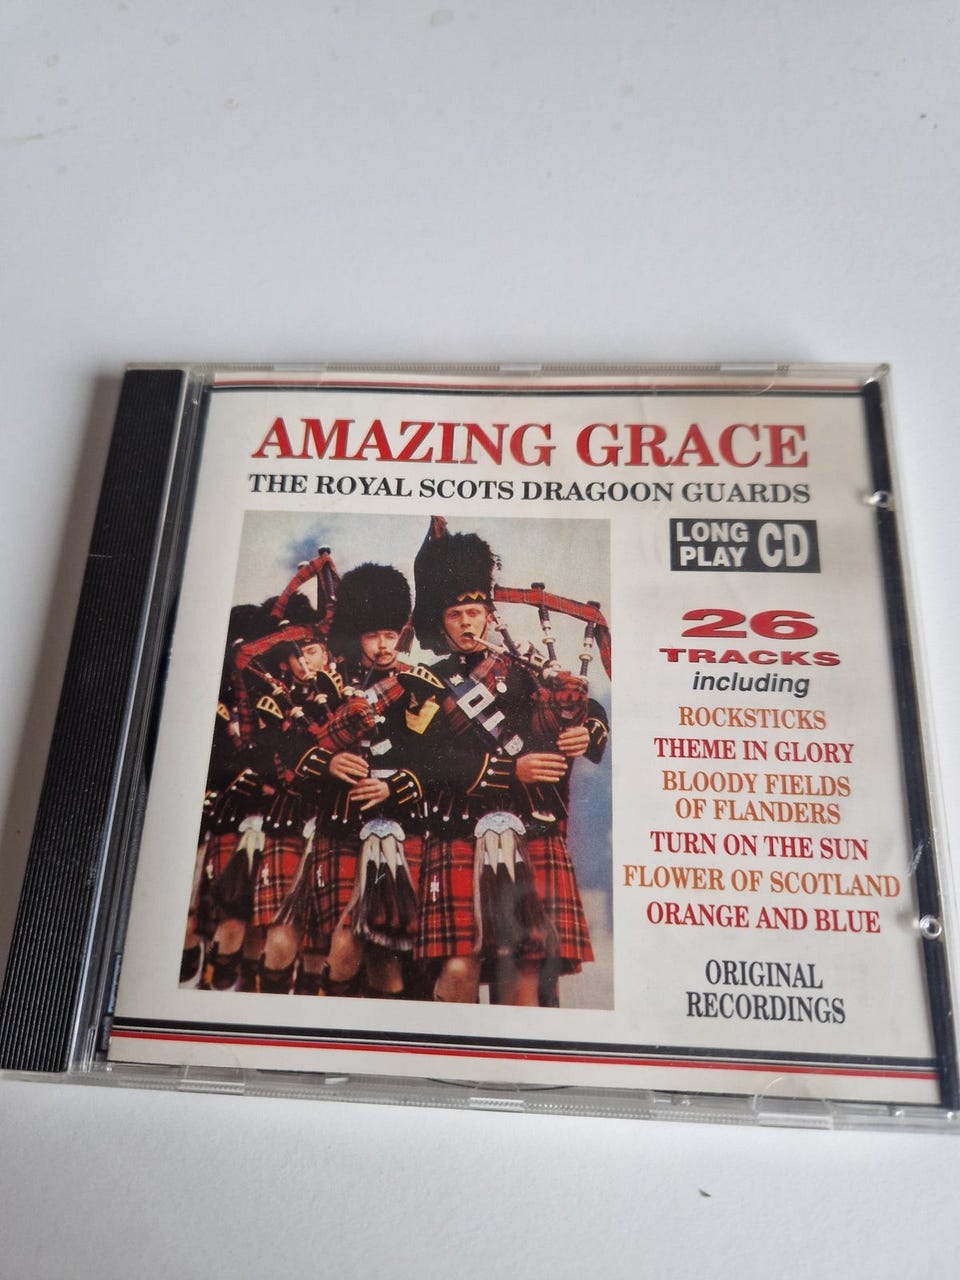 AMAZING GRACE
THE ROYAL SCOTS DRAGOON GUARDS
LONG PLAY CD
26
TRACKS
including
ROCKSTICKS
THEME IN GLORY
BLOODY FIELDS
OF FLANDERS
TURN ON THE SUN
FLOWER OF SCOTLAND
ORANGE AND BLUE
ORIGINAL
RECORDINGS